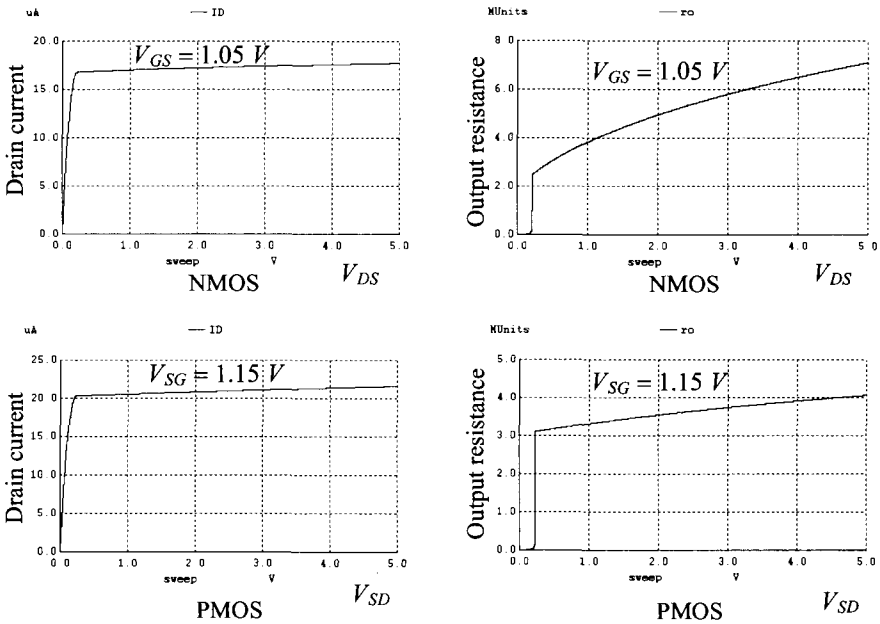 uA — ID
Drain current
20.0
15.0
10.0
5.0
0.0
V_GS = 1.05 V
0.0 1.0 2.0 3.0 4.0 5.0
sweep V
NMOS
V_DS
MUnits — ro
Output resistance
8.0
6.0
4.0
2.0
0.0
V_GS = 1.05 V
0.0 1.0 2.0 3.0 4.0 5.0
sweep V
NMOS
V_DS
uA — ID
Drain current
25.0
20.0
15.0
10.0
5.0
0.0
V_SG = 1.15 V
0.0 1.0 2.0 3.0 4.0 5.0
sweep V
PMOS
V_SD
MUnits — ro
Output resistance
5.0
4.0
3.0
2.0
1.0
0.0
V_SG = 1.15 V
0.0 1.0 2.0 3.0 4.0 5.0
sweep V
PMOS
V_SD